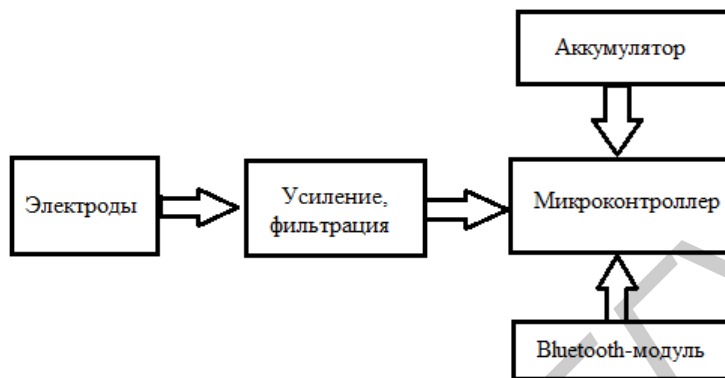 Аккумулятор
Электроды
Усиление,
фильтрация
Микроконтроллер
Bluetooth-модуль